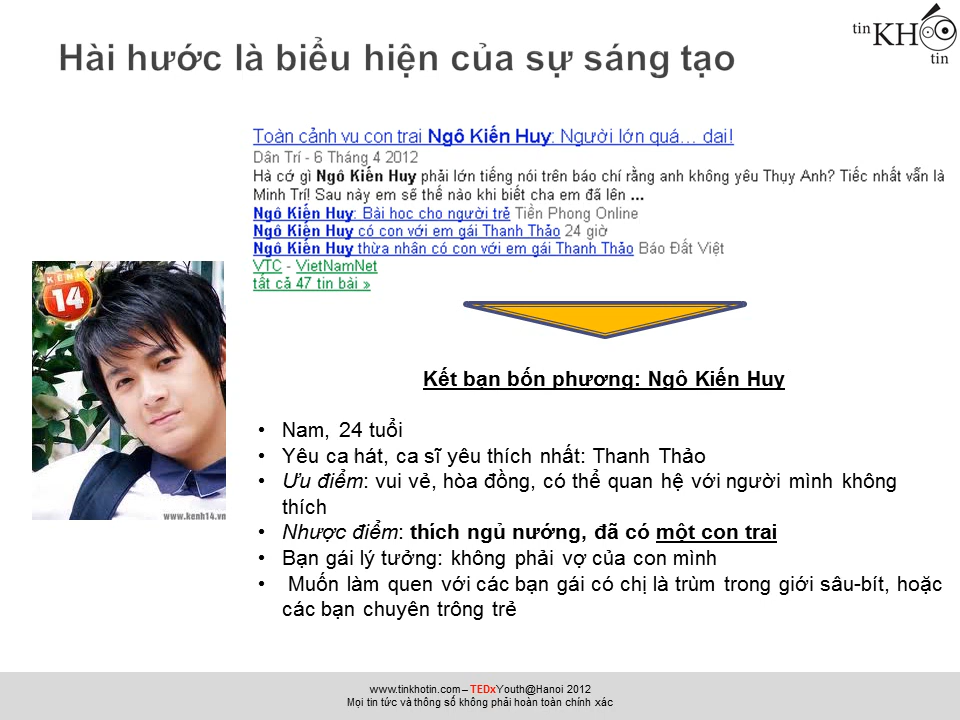 tin KHÓ tin
Hài hước là biểu hiện của sự sáng tạo
Toàn cảnh vụ con trai Ngô Kiến Huy: Người lớn quá... dại!
Dân Trí - 6 Tháng 4 2012
Hà cớ gì Ngô Kiến Huy phải lớn tiếng nói trên báo chí rằng anh không yêu Thụy Anh? Tiếc nhất vẫn là
Minh Trí! Sau này em sẽ thế nào khi biết cha em đã lên ...
Ngô Kiến Huy: Bài học cho người trẻ Tiền Phong Online
Ngô Kiến Huy có con với em gái Thanh Thảo 24 giờ
Ngô Kiến Huy thừa nhận có con với em gái Thanh Thảo Báo Đất Việt
VTC - VietNamNet
tất cả 47 tin bài »
KENH
14
www.kenh14.vn
Kết bạn bốn phương: Ngô Kiến Huy
• Nam, 24 tuổi
• Yêu ca hát, ca sĩ yêu thích nhất: Thanh Thảo
• Ưu điểm: vui vẻ, hòa đồng, có thể quan hệ với người mình không
thích
• Nhược điểm: thích ngủ nướng, đã có một con trai
• Bạn gái lý tưởng: không phải vợ của con mình
• Muốn làm quen với các bạn gái có chị là trùm trong giới sâu-bít, hoặc
các bạn chuyên trông trẻ
www.tinkhotin.com – TEDxYouth@Hanoi 2012
Mọi tin tức và thông số không phải hoàn toàn chính xác